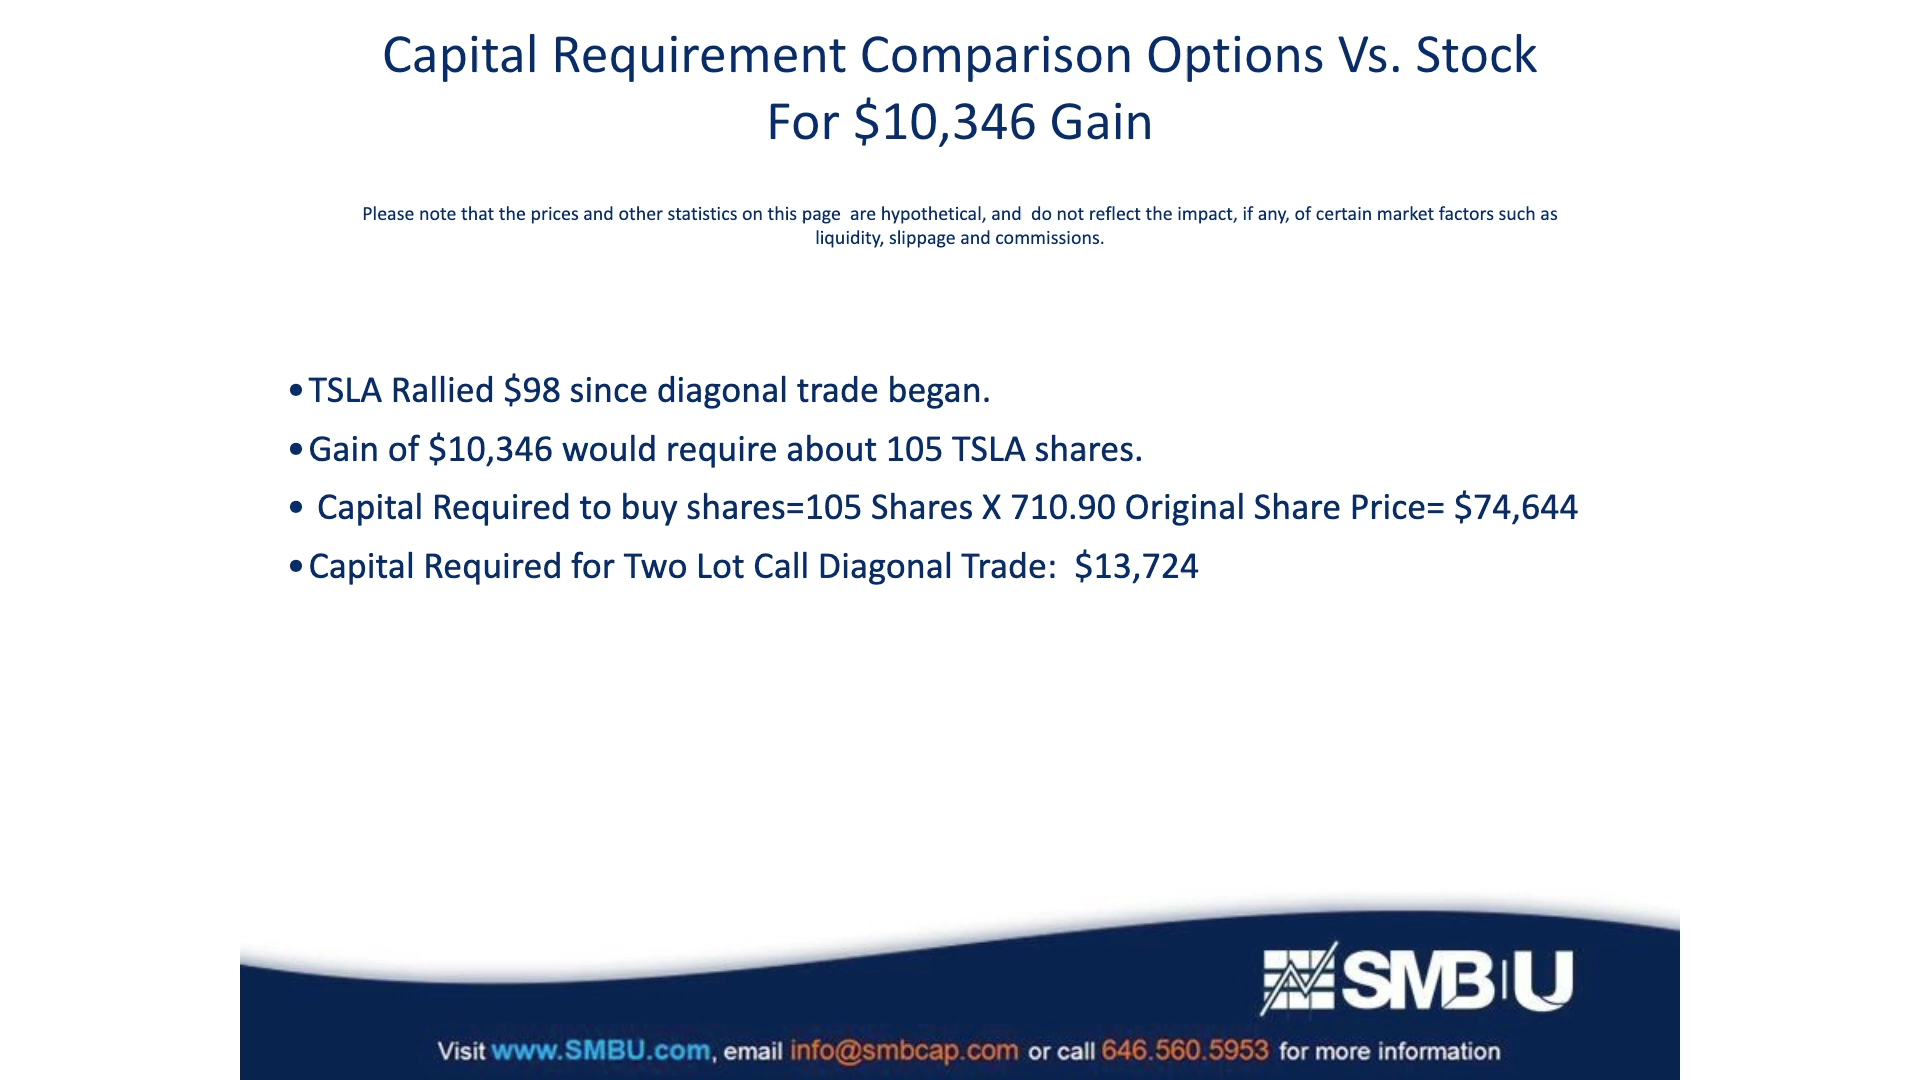 Capital Requirement Comparison Options Vs. Stock
For $10,346 Gain
Please note that the prices and other statistics on this page  are hypothetical, and  do not reflect the impact, if any, of certain market factors such as
liquidity, slippage and commissions.
•TSLA Rallied $98 since diagonal trade began.
•Gain of $10,346 would require about 105 TSLA shares.
• Capital Required to buy shares=105 Shares X 710.90 Original Share Price= $74,644
•Capital Required for Two Lot Call Diagonal Trade:  $13,724
SMB|U
Visit www.SMBU.com, email info@smbcap.com or call 646.560.5953 for more information